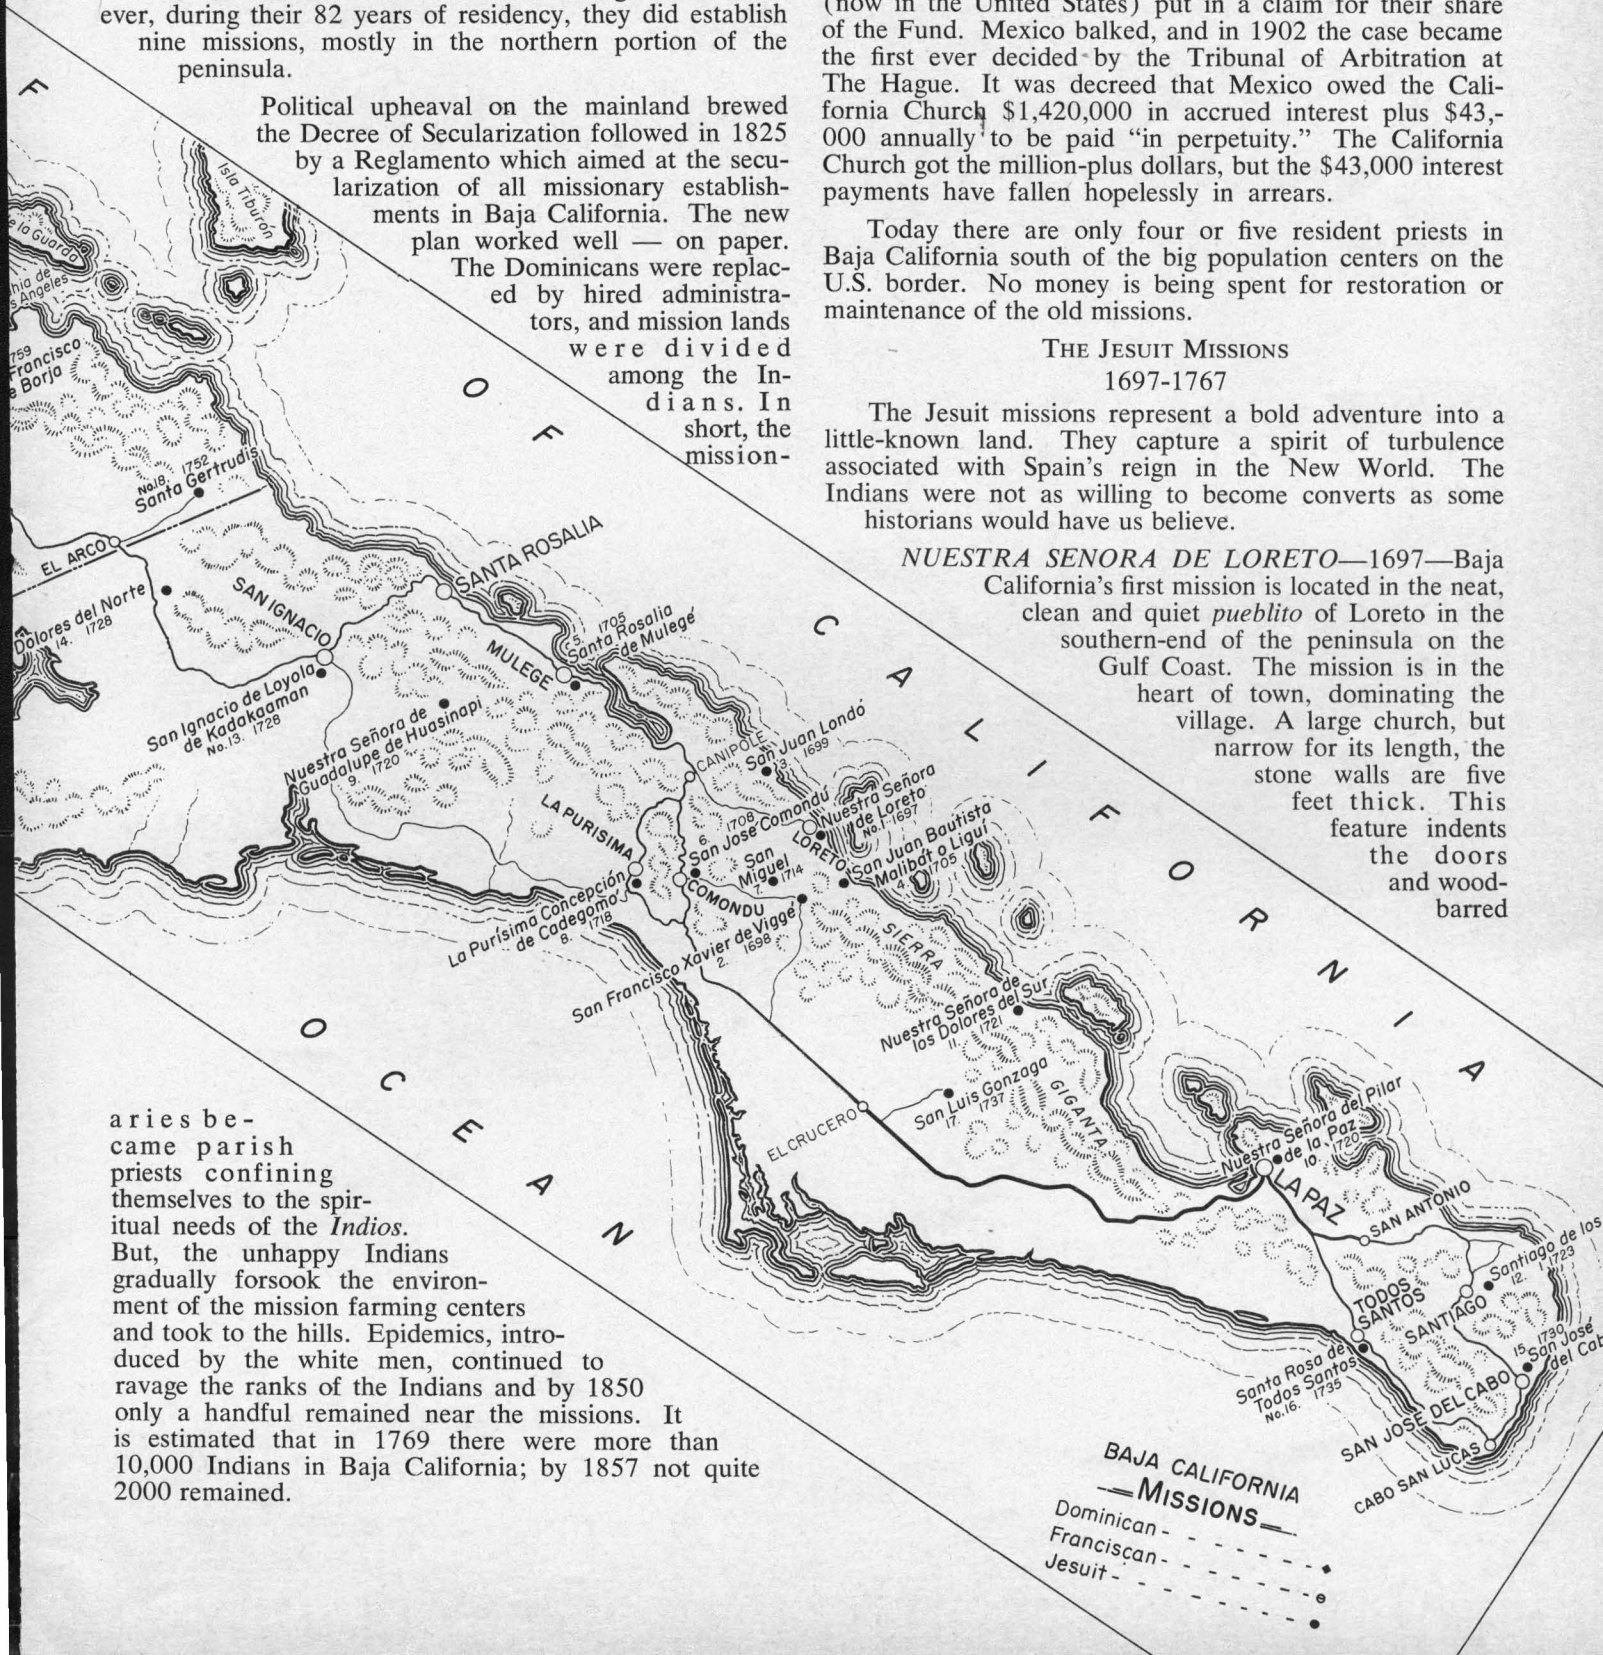 ever, during their 82 years of residency, they did establish
nine missions, mostly in the northern portion of the
peninsula.
Political upheaval on the mainland brewed
the Decree of Secularization followed in 1825
by a Reglamento which aimed at the secu-
larization of all missionary establish-
ments in Baja California. The new
plan worked well — on paper.
The Dominicans were replac-
ed by hired administra-
tors, and mission lands
were divided
among the In-
dians. In
short, the
mission-
aries be-
came parish
priests confining
themselves to the spir-
itual needs of the Indios.
But, the unhappy Indians
gradually forsook the environ-
ment of the mission farming centers
and took to the hills. Epidemics, intro-
duced by the white men, continued to
ravage the ranks of the Indians and by 1850
only a handful remained near the missions. It
is estimated that in 1769 there were more than
10,000 Indians in Baja California; by 1857 not quite
2000 remained.
(now in the United States) put in a claim for their share
of the Fund. Mexico balked, and in 1902 the case became
the first ever decided by the Tribunal of Arbitration at
The Hague. It was decreed that Mexico owed the Cali-
fornia Church $1,420,000 in accrued interest plus $43,-
000 annually to be paid “in perpetuity.” The California
Church got the million-plus dollars, but the $43,000 interest
payments have fallen hopelessly in arrears.
Today there are only four or five resident priests in
Baja California south of the big population centers on the
U.S. border. No money is being spent for restoration or
maintenance of the old missions.
THE JESUIT MISSIONS
1697-1767
The Jesuit missions represent a bold adventure into a
little-known land. They capture a spirit of turbulence
associated with Spain's reign in the New World. The
Indians were not as willing to become converts as some
historians would have us believe.
NUESTRA SENORA DE LORETO—1697—Baja
California's first mission is located in the neat,
clean and quiet pueblito of Loreto in the
southern-end of the peninsula on the
Gulf Coast. The mission is in the
heart of town, dominating the
village. A large church, but
narrow for its length, the
stone walls are five
feet thick. This
feature indents
the doors
and wood-
barred
F
OF
CALIFORNIA
OCEAN
Isla Tiburón
la Guarda
de
Angeles
759
Francisco
Borja
No.18. 1752
Santa Gertrudis
EL ARCO
Dolores del Norte
14. 1728
SAN IGNACIO
San Ignacio de Loyola
de Kadakaaman
No.13. 1728
SANTA ROSALIA
5. 1705
Santa Rosalia
de Mulegé
MULEGE
Nuestra Señora de
Guadalupe de Huasinapi
9. 1720
CANIPOLE
San Juan Londó
3. 1699
LA PURISIMA
La Purísima Concepción
de Cadegomó
8. 1718
6. 1708
San José Comondú
COMONDU
San
Miguel
7. 1714
LORETO
Nuestra Señora
de Loreto
No.1. 1697
San Juan Bautista
Malibat o Ligui
4. 1705
San Francisco Xavier de Viggé
2. 1698
SIERRA
GIGANTA
Nuestra Señora de
los Dolores del Sur
11. 1721
San Luis Gonzaga
17. 1737
EL CRUCERO
Nuestra Señora del Pilar
de la Paz
10. 1720
LA PAZ
SAN ANTONIO
Santiago de los
12. 1723
SANTIAGO
TODOS
SANTOS
Santa Rosa de
Todos Santos
No.16. 1735
15. 1730
San José
del Cab
SAN JOSE DEL CABO
CABO SAN LUCAS
BAJA CALIFORNIA
MISSIONS
Dominican
Franciscan
Jesuit